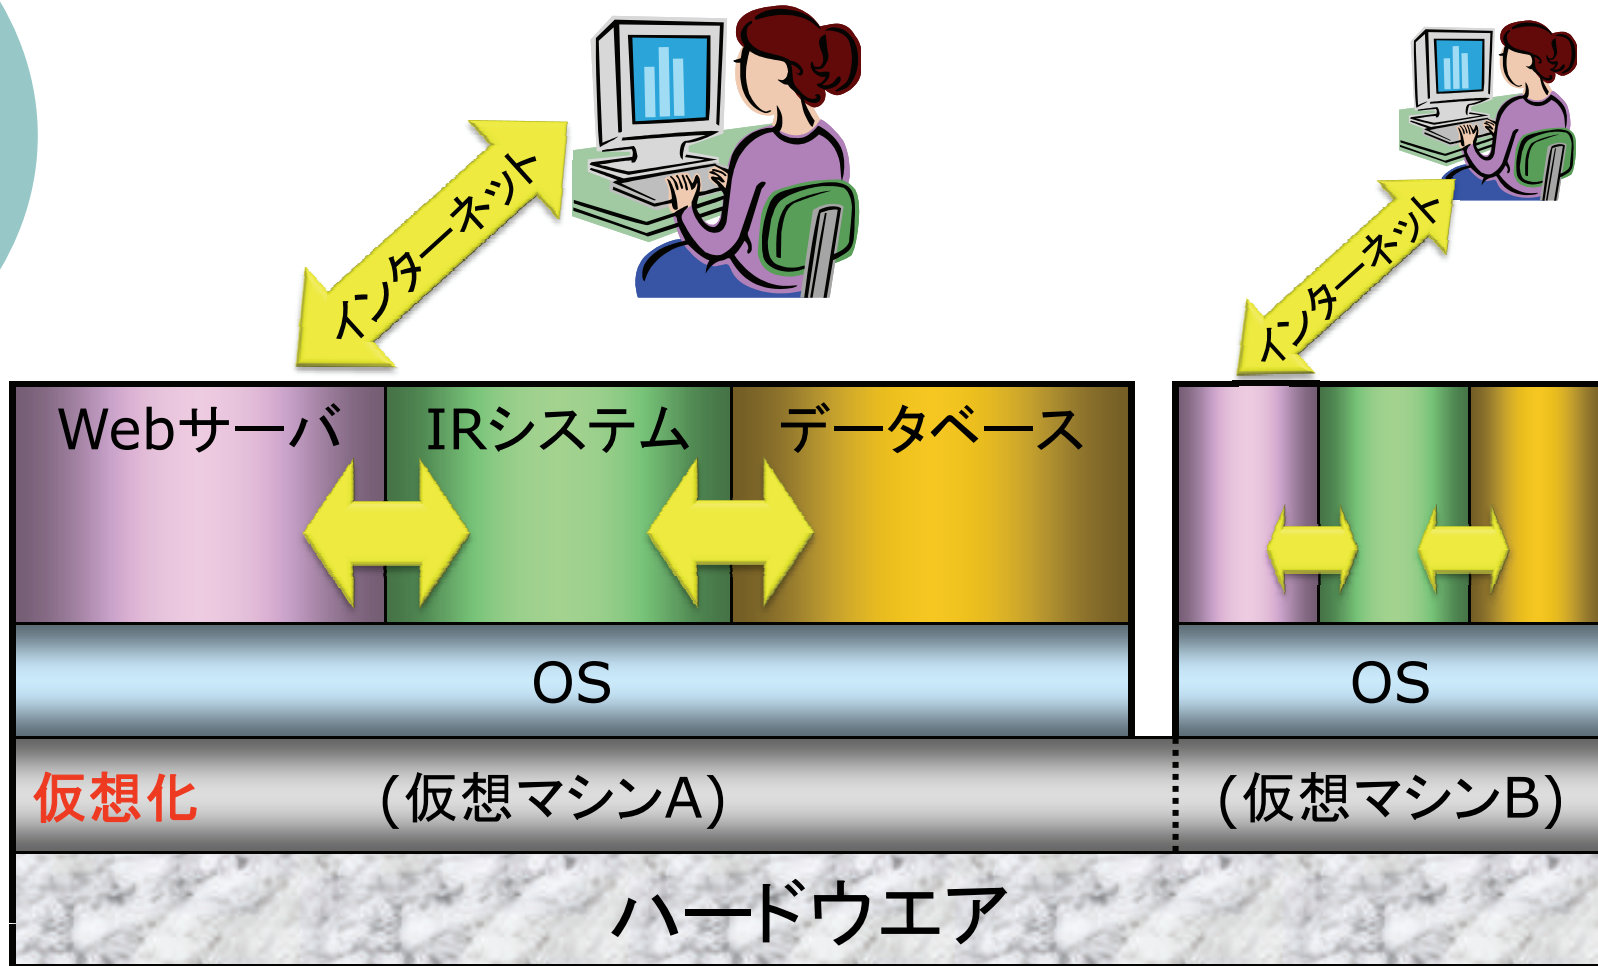 インターネット
インターネット
Webサーバ
IRシステム
データベース
OS
OS
仮想化
(仮想マシンA)
(仮想マシンB)
ハードウエア